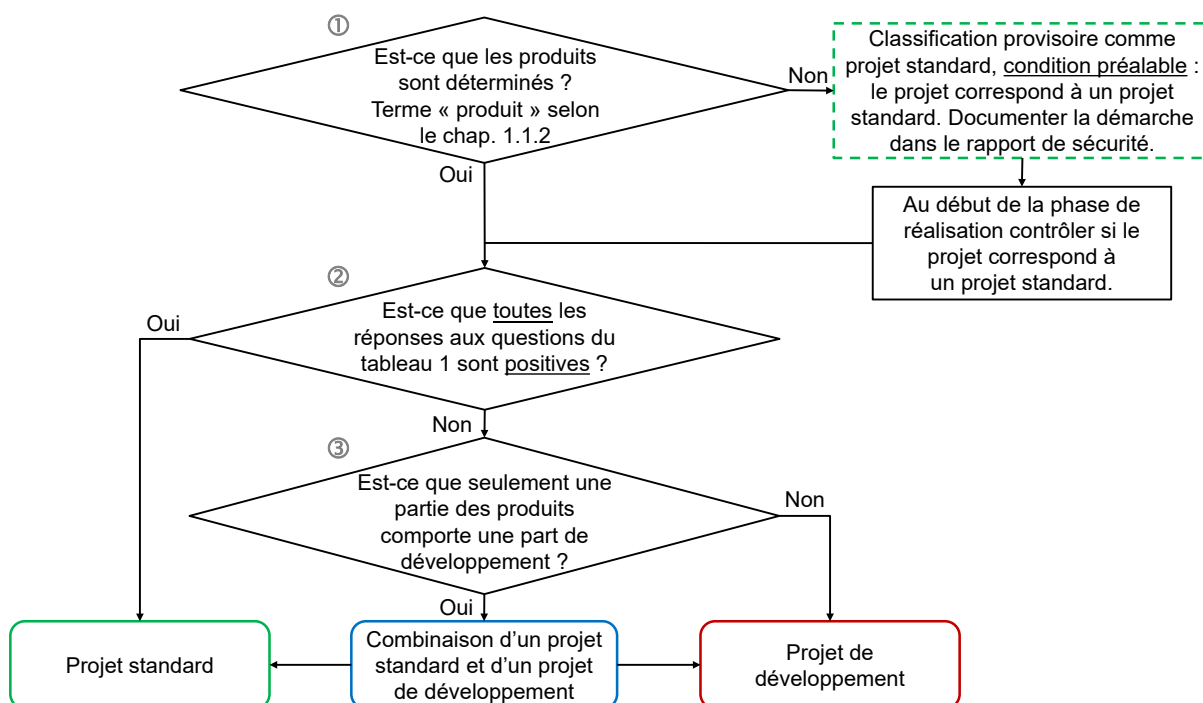 ①
Est-ce que les produits
sont déterminés ?
Terme « produit » selon
le chap. 1.1.2
Non
Classification provisoire comme
projet standard, condition préalable :
le projet correspond à un projet
standard. Documenter la démarche
dans le rapport de sécurité.
Oui
Au début de la phase de
réalisation contrôler si le
projet correspond à
un projet standard.
②
Est-ce que toutes les
réponses aux questions du
tableau 1 sont positives ?
Oui
Non
③
Est-ce que seulement une
partie des produits
comporte une part de
développement ?
Non
Oui
Projet standard
Combinaison d’un projet
standard et d’un projet
de développement
Projet de
développement